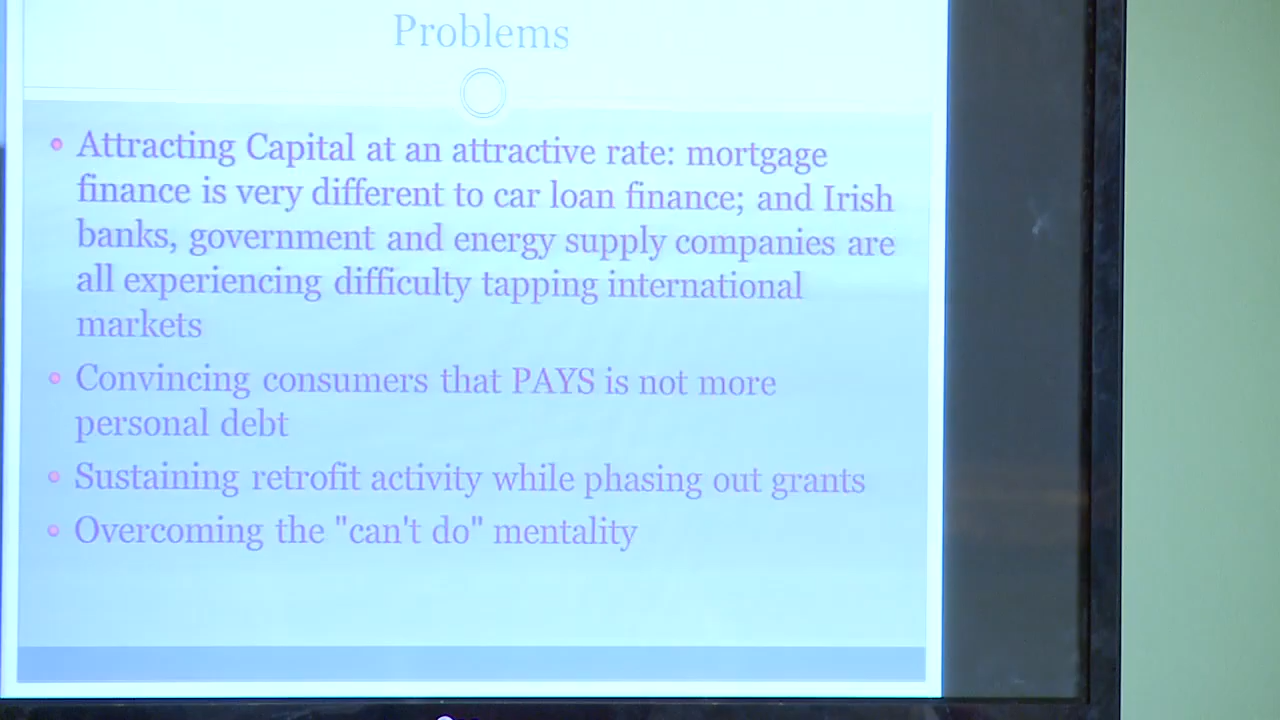 Problems
• Attracting Capital at an attractive rate: mortgage
finance is very different to car loan finance; and Irish
banks, government and energy supply companies are
all experiencing difficulty tapping international
markets
• Convincing consumers that PAYS is not more
personal debt
• Sustaining retrofit activity while phasing out grants
• Overcoming the "can't do" mentality